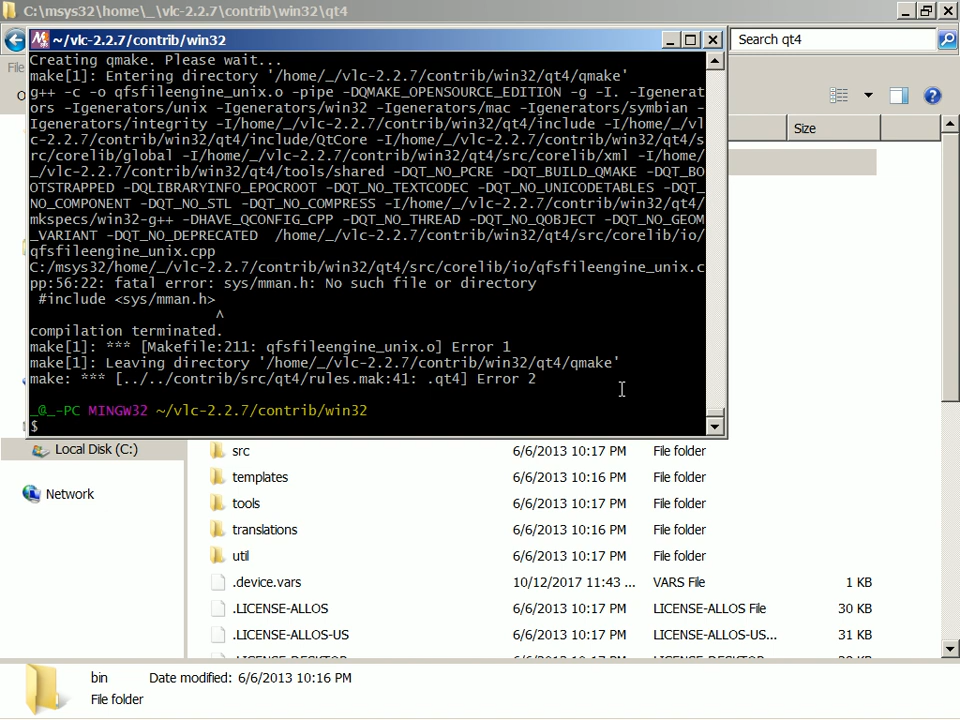 C:\msys32\home\_\vlc-2.2.7\contrib\win32\qt4
~/vlc-2.2.7/contrib/win32
Search qt4
Creating qmake. Please wait...
make[1]: Entering directory '/home/_/vlc-2.2.7/contrib/win32/qt4/qmake'
g++ -c -o qfsfileengine_unix.o -pipe -DQMAKE_OPENSOURCE_EDITION -g -I. -Igenerat
ors -Igenerators/unix -Igenerators/win32 -Igenerators/mac -Igenerators/symbian -
Igenerators/integrity -I/home/_/vlc-2.2.7/contrib/win32/qt4/include -I/home/_/vl
c-2.2.7/contrib/win32/qt4/include/QtCore -I/home/_/vlc-2.2.7/contrib/win32/qt4/s
rc/corelib/global -I/home/_/vlc-2.2.7/contrib/win32/qt4/src/corelib/xml -I/home/
_/vlc-2.2.7/contrib/win32/qt4/tools/shared -DQT_NO_PCRE -DQT_BUILD_QMAKE -DQT_BO
OTSTRAPPED -DQLIBRARYINFO_EPOCROOT -DQT_NO_TEXTCODEC -DQT_NO_UNICODETABLES -DQT_
NO_COMPONENT -DQT_NO_STL -DQT_NO_COMPRESS -I/home/_/vlc-2.2.7/contrib/win32/qt4/
mkspecs/win32-g++ -DHAVE_QCONFIG_CPP -DQT_NO_THREAD -DQT_NO_QOBJECT -DQT_NO_GEOM
_VARIANT -DQT_NO_DEPRECATED  /home/_/vlc-2.2.7/contrib/win32/qt4/src/corelib/io/
qfsfileengine_unix.cpp
C:/msys32/home/_/vlc-2.2.7/contrib/win32/qt4/src/corelib/io/qfsfileengine_unix.c
pp:56:22: fatal error: sys/mman.h: No such file or directory
 #include <sys/mman.h>
                      ^
compilation terminated.
make[1]: *** [Makefile:211: qfsfileengine_unix.o] Error 1
make[1]: Leaving directory '/home/_/vlc-2.2.7/contrib/win32/qt4/qmake'
make: *** [../../contrib/src/qt4/rules.mak:41: .qt4] Error 2
_@_-PC MINGW32 ~/vlc-2.2.7/contrib/win32
$
Size
Local Disk (C:)
Network
src 6/6/2013 10:17 PM File folder
templates 6/6/2013 10:16 PM File folder
tools 6/6/2013 10:17 PM File folder
translations 6/6/2013 10:16 PM File folder
util 6/6/2013 10:17 PM File folder
.device.vars 10/12/2017 11:43 ... VARS File 1 KB
.LICENSE-ALLOS 6/6/2013 10:17 PM LICENSE-ALLOS File 30 KB
.LICENSE-ALLOS-US 6/6/2013 10:17 PM LICENSE-ALLOS-US... 31 KB
bin Date modified: 6/6/2013 10:16 PM
File folder